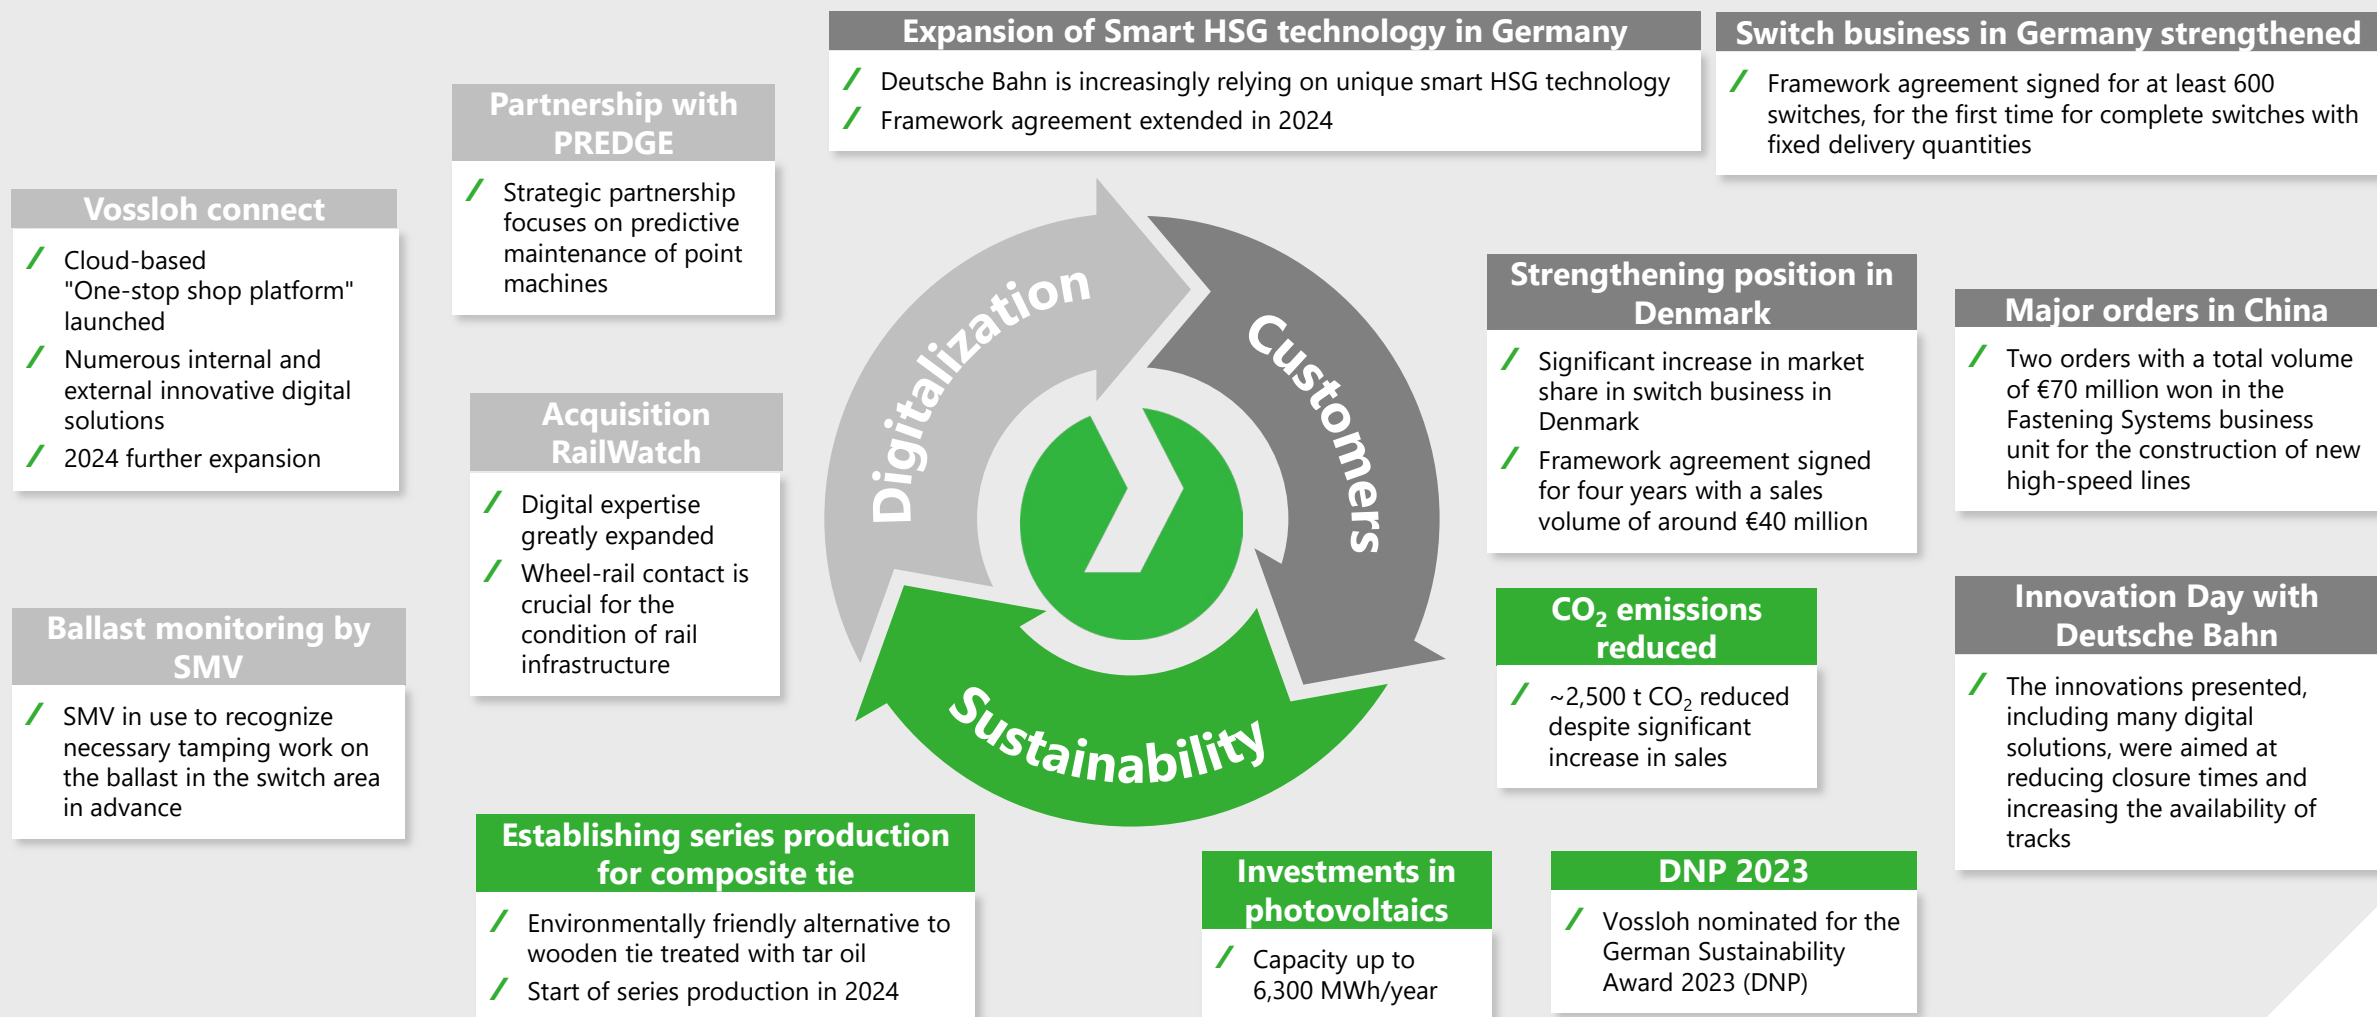 Expansion of Smart HSG technology in Germany
Deutsche Bahn is increasingly relying on unique smart HSG technology
Framework agreement extended in 2024
Switch business in Germany strengthened
Framework agreement signed for at least 600
switches, for the first time for complete switches with
fixed delivery quantities
Partnership with
PREDGE
Strategic partnership
focuses on predictive
maintenance of point
machines
Vossloh connect
Cloud-based
"One-stop shop platform"
launched
Numerous internal and
external innovative digital
solutions
2024 further expansion
Acquisition
RailWatch
Digital expertise
greatly expanded
Wheel-rail contact is
crucial for the
condition of rail
infrastructure
Ballast monitoring by
SMV
SMV in use to recognize
necessary tamping work on
the ballast in the switch area
in advance
Digitalization
Customers
Sustainability
Strengthening position in
Denmark
Significant increase in market
share in switch business in
Denmark
Framework agreement signed
for four years with a sales
volume of around €40 million
Major orders in China
Two orders with a total volume
of €70 million won in the
Fastening Systems business
unit for the construction of new
high-speed lines
CO₂ emissions
reduced
~2,500 t CO₂ reduced
despite significant
increase in sales
Innovation Day with
Deutsche Bahn
The innovations presented,
including many digital
solutions, were aimed at
reducing closure times and
increasing the availability of
tracks
Establishing series production
for composite tie
Environmentally friendly alternative to
wooden tie treated with tar oil
Start of series production in 2024
Investments in
photovoltaics
Capacity up to
6,300 MWh/year
DNP 2023
Vossloh nominated for the
German Sustainability
Award 2023 (DNP)